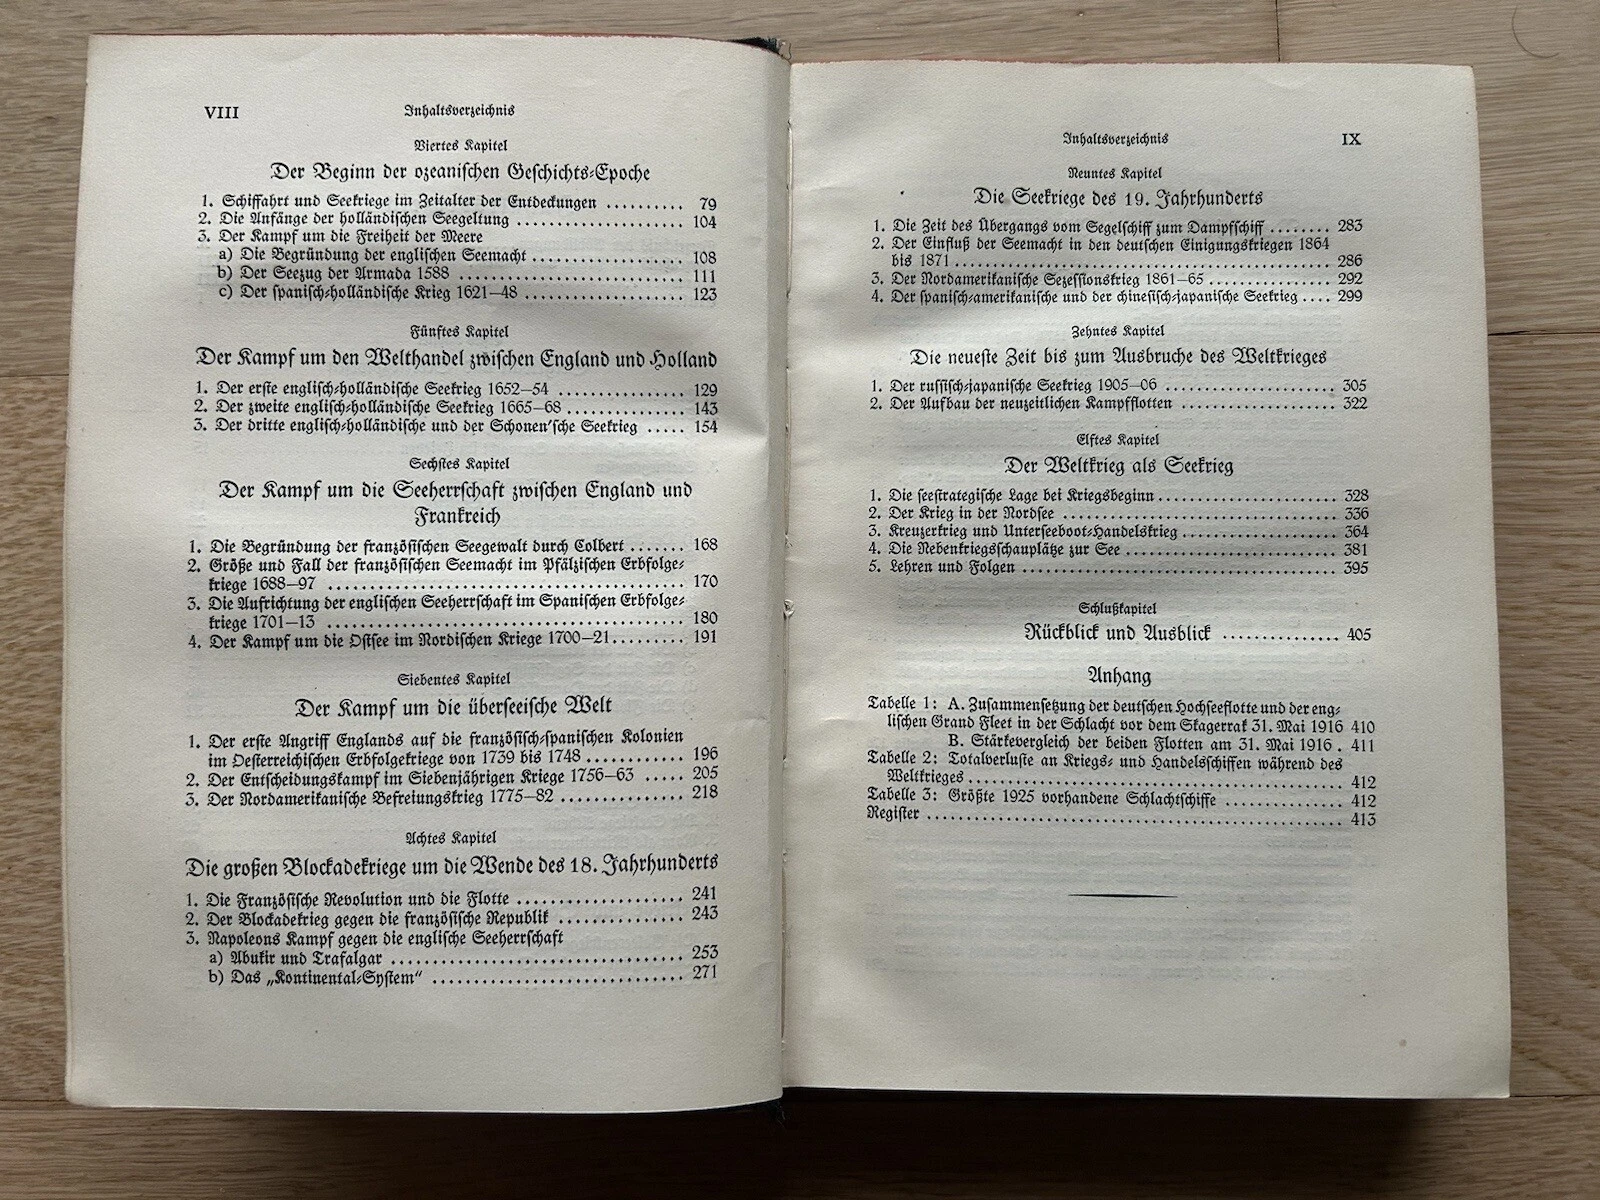 VIII
Inhaltsverzeichnis
Viertes Kapitel
Der Beginn der ozeanischen Geschichts-Epoche
1. Schiffahrt und Seekriege im Zeitalter der Entdeckungen .......... 79
2. Die Anfänge der holländischen Seegeltung .................... 104
3. Der Kampf um die Freiheit der Meere
a) Die Begründung der englischen Seemacht .................. 108
b) Der Seezug der Armada 1588 ........................... 111
c) Der spanisch-holländische Krieg 1621—48 ................... 123
Fünftes Kapitel
Der Kampf um den Welthandel zwischen England und Holland
1. Der erste englisch-holländische Seekrieg 1652—54 ............... 129
2. Der zweite englisch-holländische Seekrieg 1665—68 .............. 143
3. Der dritte englisch-holländische und der Schonen'sche Seekrieg ..... 154
Sechstes Kapitel
Der Kampf um die Seeherrschaft zwischen England und
Frankreich
1. Die Begründung der französischen Seegewalt durch Colbert ....... 168
2. Größe und Fall der französischen Seemacht im Pfälzischen Erbfolge-
kriege 1688—97 .......................................... 170
3. Die Aufrichtung der englischen Seeherrschaft im Spanischen Erbfolge-
kriege 1701—13 .......................................... 180
4. Der Kampf um die Ostsee im Nordischen Kriege 1700—21......... 191
Siebentes Kapitel
Der Kampf um die überseeische Welt
1. Der erste Angriff Englands auf die französisch-spanischen Kolonien
im Oesterreichischen Erbfolgekriege von 1739 bis 1748 ............ 196
2. Der Entscheidungskampf im Siebenjährigen Kriege 1756—63 ..... 205
3. Der Nordamerikanische Befreiungskrieg 1775—82 ............... 218
Achtes Kapitel
Die großen Blockadekriege um die Wende des 18. Jahrhunderts
1. Die Französische Revolution und die Flotte .................... 241
2. Der Blockadekrieg gegen die französische Republik ............... 243
3. Napoleons Kampf gegen die englische Seeherrschaft
a) Abukir und Trafalgar ................................... 253
b) Das „Kontinental-System“ .............................. 271
Inhaltsverzeichnis
IX
Neuntes Kapitel
Die Seekriege des 19. Jahrhunderts
1. Die Zeit des Übergangs vom Segelschiff zum Dampfschiff ........ 283
2. Der Einfluß der Seemacht in den deutschen Einigungskriegen 1864
bis 1871 ................................................ 286
3. Der Nordamerikanische Sezessionskrieg 1861—65 ................ 292
4. Der spanisch-amerikanische und der chinesisch-japanische Seekrieg .... 299
Zehntes Kapitel
Die neueste Zeit bis zum Ausbruche des Weltkrieges
1. Der russisch-japanische Seekrieg 1905—06 ...................... 305
2. Der Aufbau der neuzeitlichen Kampfflotten .................... 322
Elftes Kapitel
Der Weltkrieg als Seekrieg
1. Die seestrategische Lage bei Kriegsbeginn ....................... 328
2. Der Krieg in der Nordsee ................................... 336
3. Kreuzerkrieg und Unterseeboot-Handelskrieg ................... 364
4. Die Nebenkriegsschauplätze zur See ........................... 381
5. Lehren und Folgen ........................................ 395
Schlußkapitel
Rückblick und Ausblick ............... 405
Anhang
Tabelle 1: A. Zusammensetzung der deutschen Hochseeflotte und der eng-
lischen Grand Fleet in der Schlacht vor dem Skagerrak 31. Mai 1916 410
B. Stärkevergleich der beiden Flotten am 31. Mai 1916 . 411
Tabelle 2: Totalverluste an Kriegs- und Handelsschiffen während des
Weltkrieges .............................................. 412
Tabelle 3: Größte 1925 vorhandene Schlachtschiffe ............... 412
Register .................................................... 413